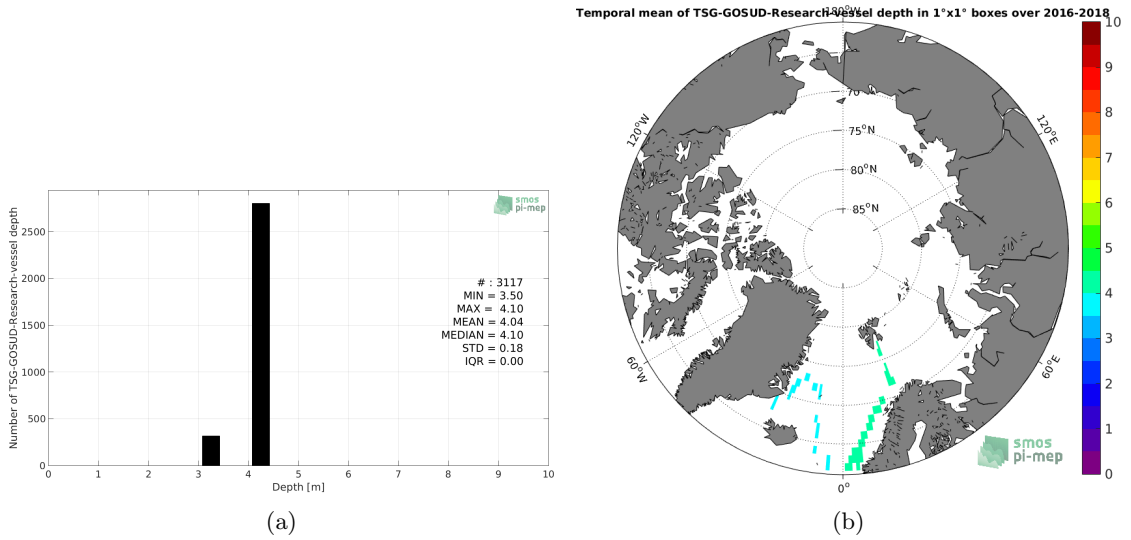 Number of TSG-GOSUD-Research-vessel depth
2500
2000
1500
1000
500
0
0 1 2 3 4 5 6 7 8 9 10
Depth [m]
smos
pi-mep
# : 3117
MIN = 3.50
MAX = 4.10
MEAN = 4.04
MEDIAN = 4.10
STD = 0.18
IQR = 0.00
(a)
Temporal mean of TSG-GOSUD-Research-vessel depth in 1°x1° boxes over 2016-2018
180°W
120°W
120°E
70
75°N
80°N
85°N
60°W
60°E
0°
smos
pi-mep
10
9
8
7
6
5
4
3
2
1
0
(b)